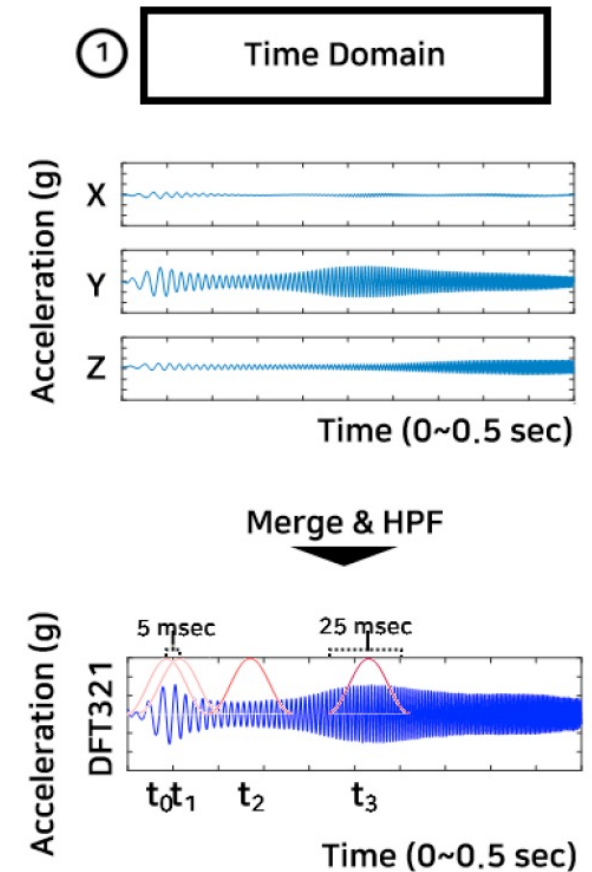 ① Time Domain
Acceleration (g)
X
Y
Z
Time (0~0.5 sec)
Merge & HPF
5 msec 25 msec
Acceleration (g)
DFT321
t₀t₁ t₂ t₃
Time (0~0.5 sec)